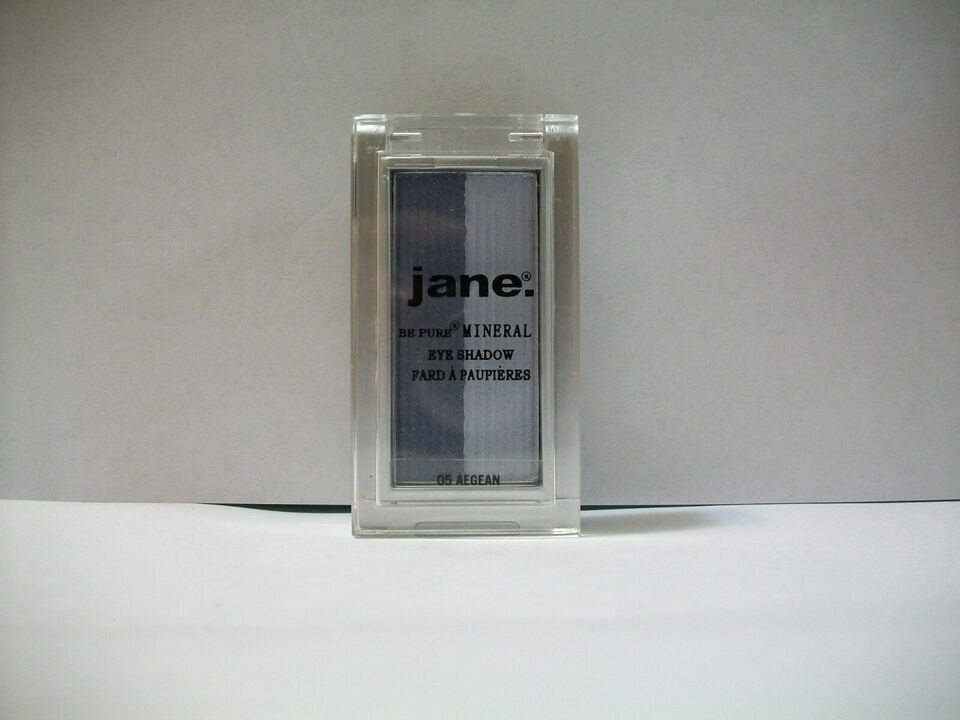 jane®.
BE PURE® MINERAL
EYE SHADOW
FARD À PAUPIÈRES
05 AEGEAN